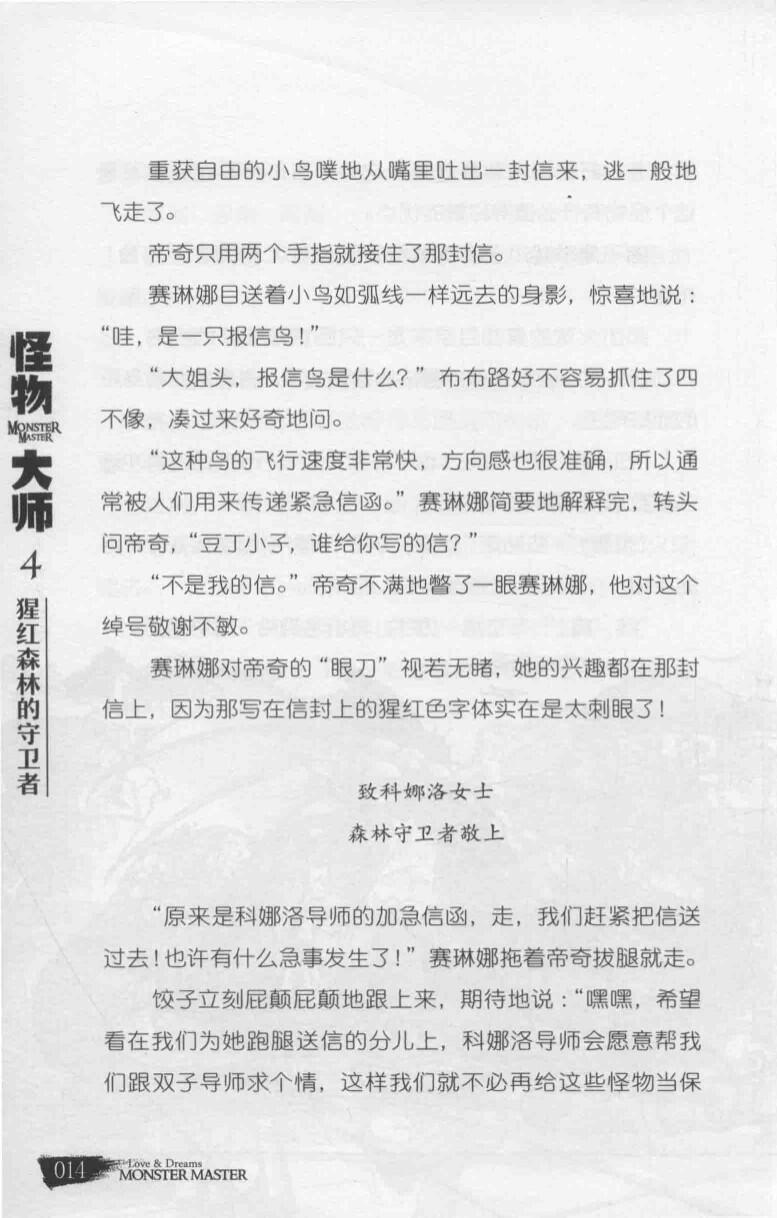 重获自由的小鸟噗地从嘴里吐出一封信来，逃一般地
飞走了。
帝奇只用两个手指就接住了那封信。
赛琳娜目送着小鸟如弧线一样远去的身影，惊喜地说：
“哇，是一只报信鸟！”
“大姐头，报信鸟是什么？”布布路好不容易抓住了四
不像，凑过来好奇地问。
“这种鸟的飞行速度非常快，方向感也很准确，所以通
常被人们用来传递紧急信函。”赛琳娜简要地解释完，转头
问帝奇，“豆丁小子，谁给你写的信？”
“不是我的信。”帝奇不满地瞥了一眼赛琳娜，他对这个
绰号敬谢不敏。
赛琳娜对帝奇的“眼刀”视若无睹，她的兴趣都在那封
信上，因为那写在信封上的猩红色字体实在是太刺眼了！
致科娜洛女士
森林守卫者敬上
“原来是科娜洛导师的加急信函，走，我们赶紧把信送
过去！也许有什么急事发生了！”赛琳娜拖着帝奇拔腿就走。
饺子立刻屁颠屁颠地跟上来，期待地说：“嘿嘿，希望
看在我们为她跑腿送信的分儿上，科娜洛导师会愿意帮我
们跟双子导师求个情，这样我们就不必再给这些怪物当保
怪物
MONSTER
MASTER
大师
4
猩红森林的守卫者
014
Love & Dreams
MONSTER MASTER